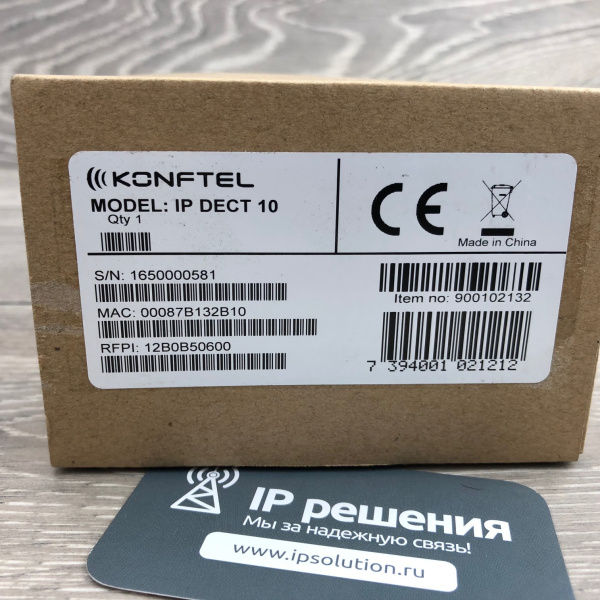 KONFTEL
MODEL: IP DECT 10
Qty 1
CE
Made in China
S/N: 1650000581
MAC: 00087B132B10
RFPI: 12B0B50600
Item no: 900102132
7 394001 021212
IP решения
Мы за надежную связь!
www.ipsolution.ru